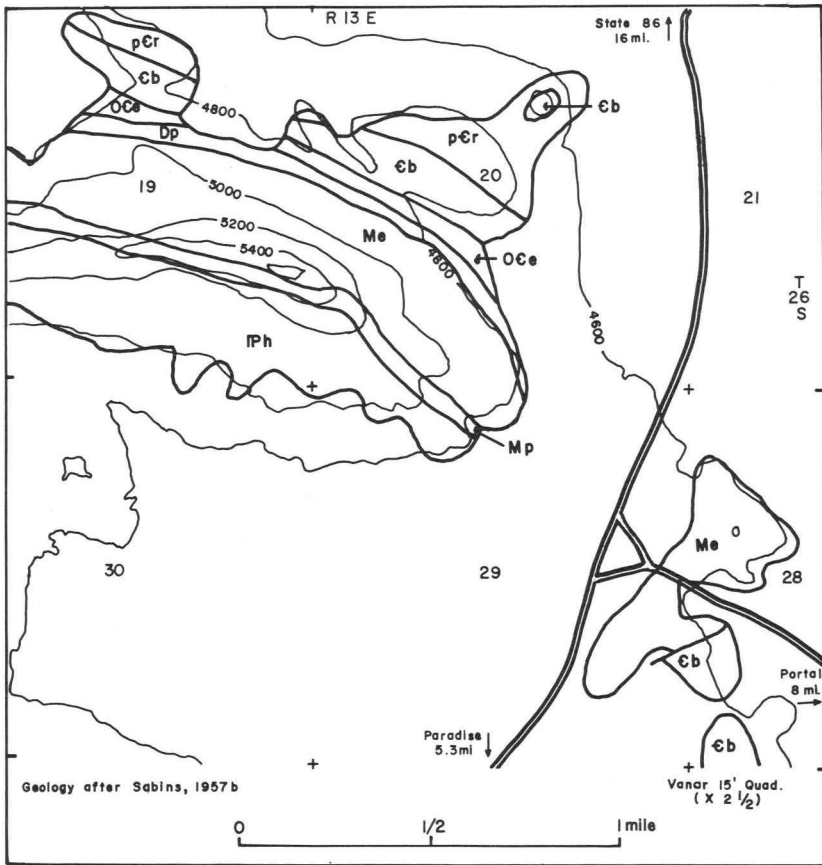 R 13 E
State 86
16 mi.
p€r
€b
O€e
Dp
4800
€b
p€r
€b
20
19
5000
5200
5400
Me
4800
O€e
21
T
26
S
4600
ⅠPh
Mp
30
29
Me
28
€b
Portal
8 mi.
Paradise
5.3mi
€b
Geology after Sabins, 1957b
Vanar 15' Quad.
(X 2 1/2)
0
1/2
1 mile